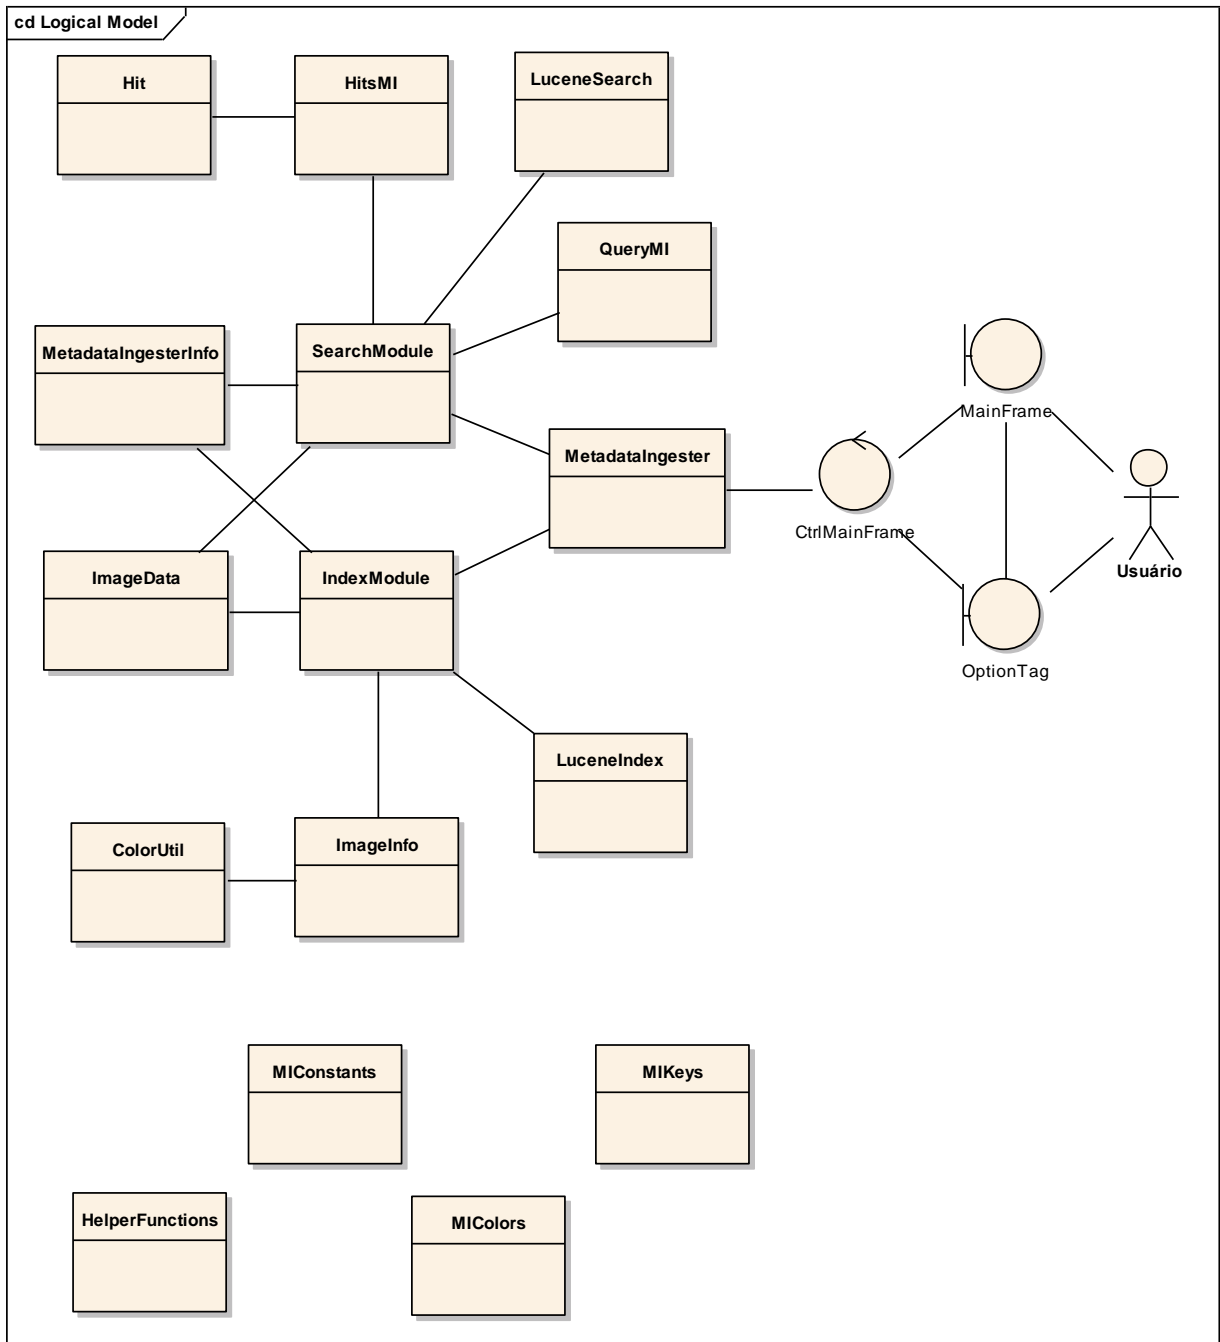 cd Logical Model
Hit
HitsMI
LuceneSearch
QueryMI
MetadataIngesterInfo
SearchModule
MainFrame
MetadataIngester
CtrlMainFrame
Usuário
ImageData
IndexModule
OptionTag
LuceneIndex
ColorUtil
ImageInfo
MIConstants
MIKeys
HelperFunctions
MIColors